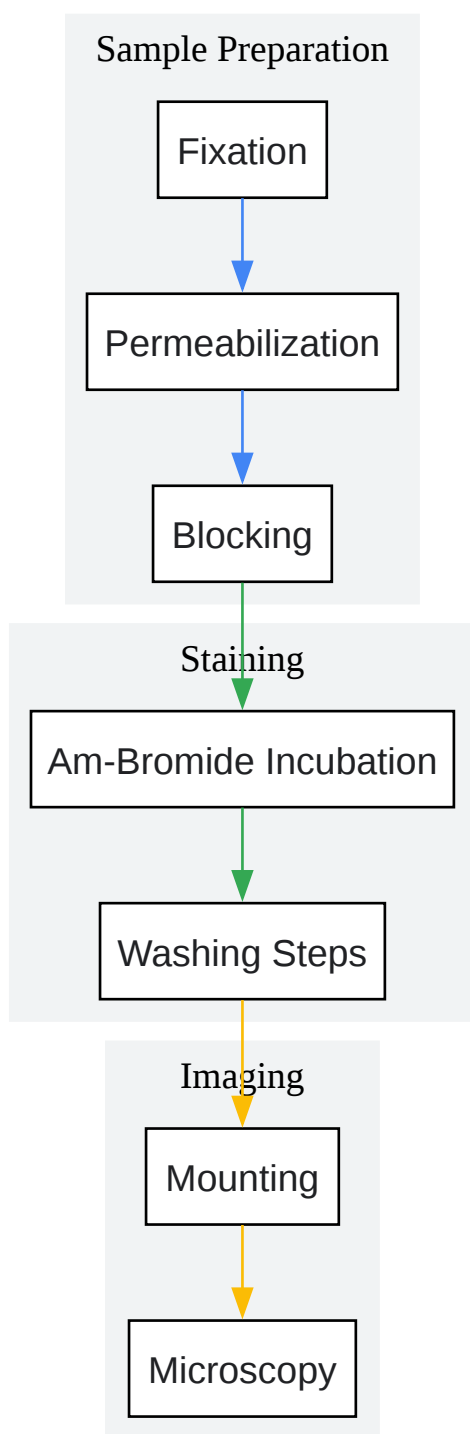 Sample Preparation
Fixation
Permeabilization
Blocking
Staining
Am-Bromide Incubation
Washing Steps
Imaging
Mounting
Microscopy